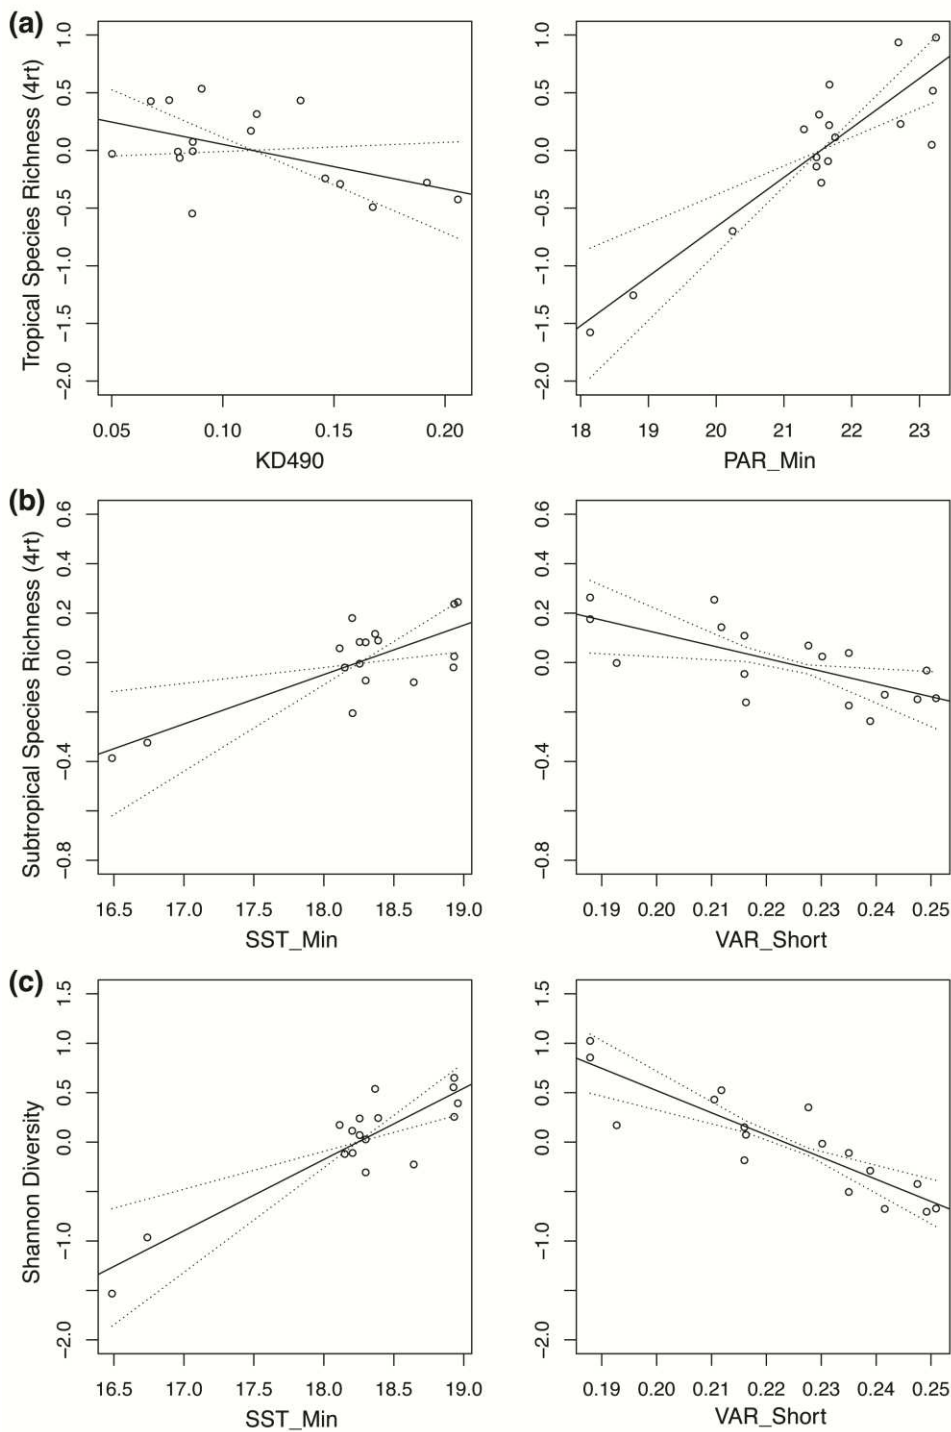 (a)
Tropical Species Richness (4rt)
1.0
0.5
0.0
−0.5
−1.0
−1.5
−2.0
0.05 0.10 0.15 0.20
KD490
1.0
0.5
0.0
−0.5
−1.0
−1.5
−2.0
18 19 20 21 22 23
PAR_Min
(b)
Subtropical Species Richness (4rt)
0.6
0.4
0.2
0.0
−0.4
−0.8
16.5 17.0 17.5 18.0 18.5 19.0
SST_Min
0.6
0.4
0.2
0.0
−0.4
−0.8
0.19 0.20 0.21 0.22 0.23 0.24 0.25
VAR_Short
(c)
Shannon Diversity
1.5
1.0
0.5
0.0
−1.0
−2.0
16.5 17.0 17.5 18.0 18.5 19.0
SST_Min
1.5
1.0
0.5
0.0
−1.0
−2.0
0.19 0.20 0.21 0.22 0.23 0.24 0.25
VAR_Short